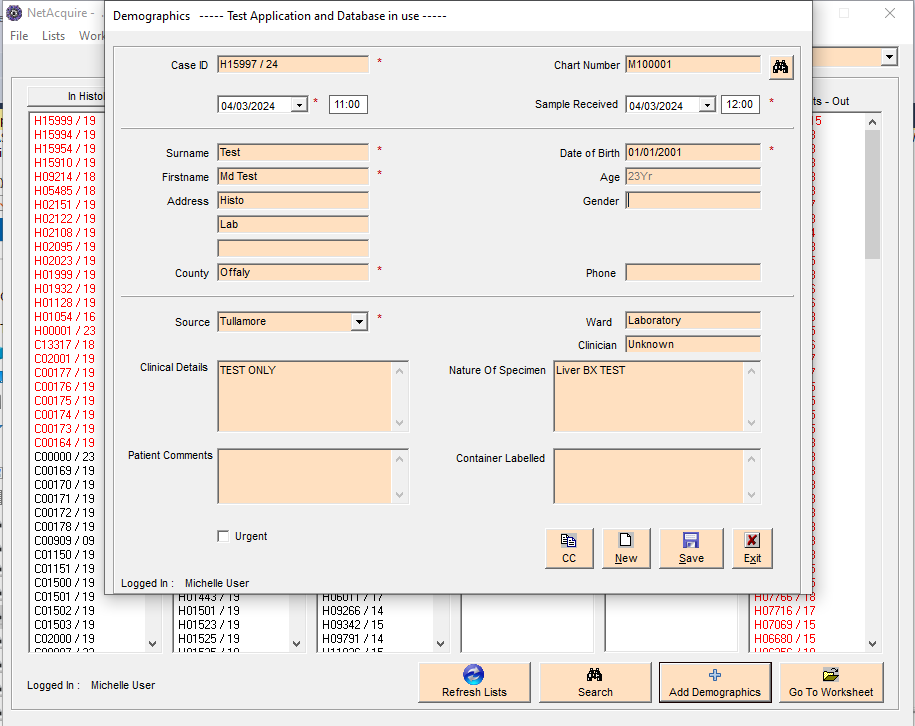 NetAcquire -
File Lists Work
In Histol
ts - Out
Demographics ----- Test Application and Database in use -----
Case ID H15997 / 24 * Chart Number M100001
04/03/2024 * 11:00 Sample Received 04/03/2024 12:00 *
Surname Test * Date of Birth 01/01/2001 *
Firstname Md Test * Age 23Yr
Address Histo Gender
Lab
County Offaly * Phone
Source Tullamore * Ward Laboratory
Clinician Unknown
Clinical Details TEST ONLY Nature Of Specimen Liver BX TEST
Patient Comments Container Labelled
Urgent
CC New Save Exit
Logged In : Michelle User
H15999 / 19
H15994 / 19
H15954 / 19
H15910 / 19
H09214 / 18
H05485 / 18
H02151 / 19
H02122 / 19
H02108 / 19
H02095 / 19
H02023 / 19
H01999 / 19
H01932 / 19
H01128 / 19
H01054 / 16
H00001 / 23
C13317 / 18
C02001 / 19
C00177 / 19
C00176 / 19
C00175 / 19
C00174 / 19
C00173 / 19
C00164 / 19
C00000 / 23
C00169 / 19
C00170 / 19
C00171 / 19
C00172 / 19
C00178 / 19
C00909 / 09
C01150 / 19
C01151 / 19
C01500 / 19
C01501 / 19
C01502 / 19
C01503 / 19
C02000 / 19
H01443 / 19
H01501 / 19
H01523 / 19
H01525 / 19
H06011 / 17
H09266 / 14
H09342 / 15
H09791 / 14
H07766 / 18
H07716 / 17
H07069 / 15
H06680 / 15
Logged In : Michelle User
Refresh Lists Search Add Demographics Go To Worksheet